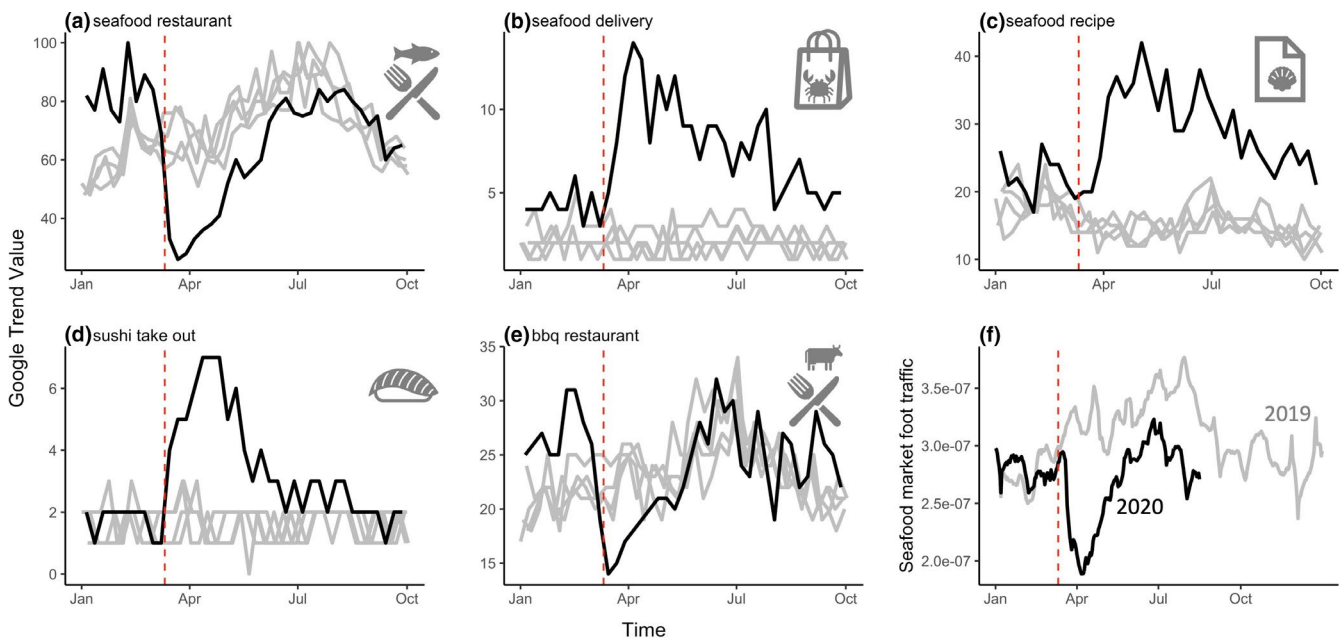 (a) seafood restaurant
100
80
60
40
Jan Apr Jul Oct
(b) seafood delivery
10
5
Jan Apr Jul Oct
(c) seafood recipe
40
30
20
10
Jan Apr Jul Oct
Google Trend Value
(d) sushi take out
6
4
2
0
Jan Apr Jul Oct
(e) bbq restaurant
35
30
25
20
15
Jan Apr Jul Oct
(f)
Seafood market foot traffic
3.5e-07
3.0e-07
2.5e-07
2.0e-07
2019
2020
Jan Apr Jul Oct
Time